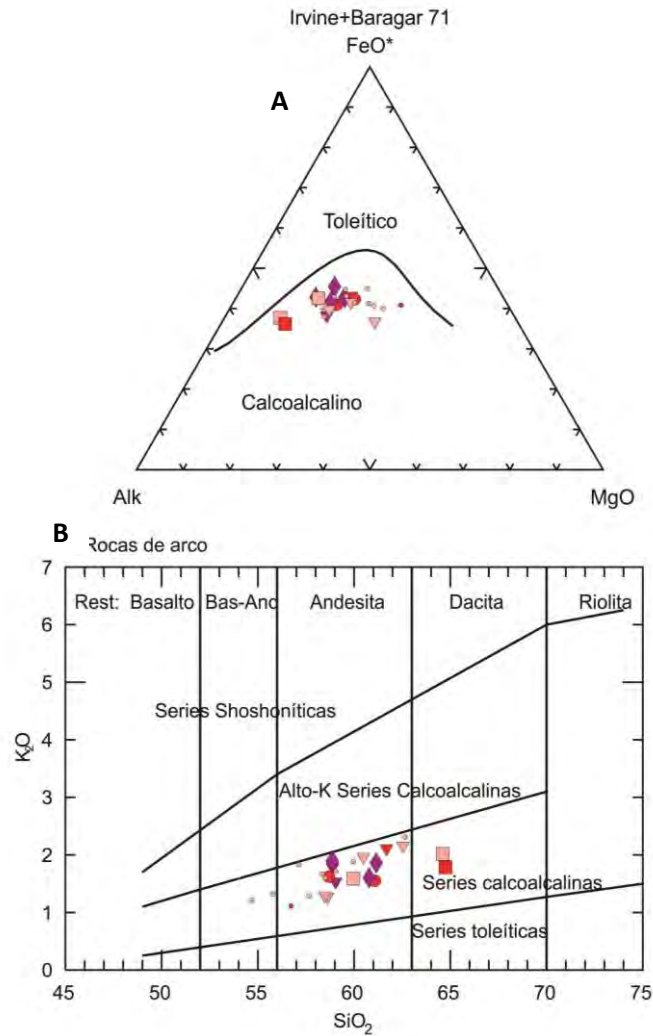 Irvine+Baragar 71
FeO*
A
Toleítico
Calcoalcalino
Alk
MgO
B
Rocas de arco
7
6
5
4
3
2
1
0
K₂O
Rest: Basalto Bas-And Andesita Dacita Riolita
Series Shoshoníticas
Alto-K Series Calcoalcalinas
Series calcoalcalinas
Series toleíticas
45 50 55 60 65 70 75
SiO₂